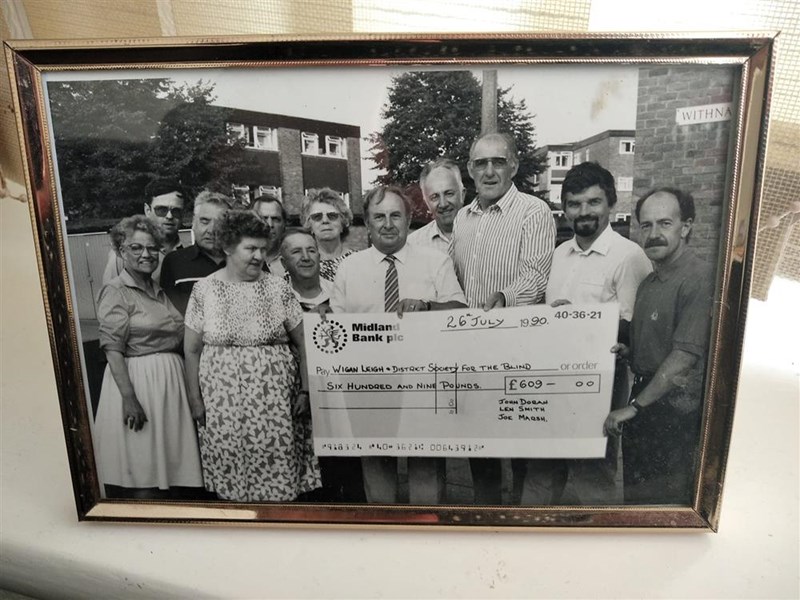 WITHNA
Midland
Bank plc
26th JULY 1990. 40-36-21
Pay WIGAN LEIGH & DISTRICT SOCIETY FOR THE BLIND or order
SIX HUNDRED AND NINE POUNDS. £609-00
JOHN DORAN
LEN SMITH
JOE MARSH.